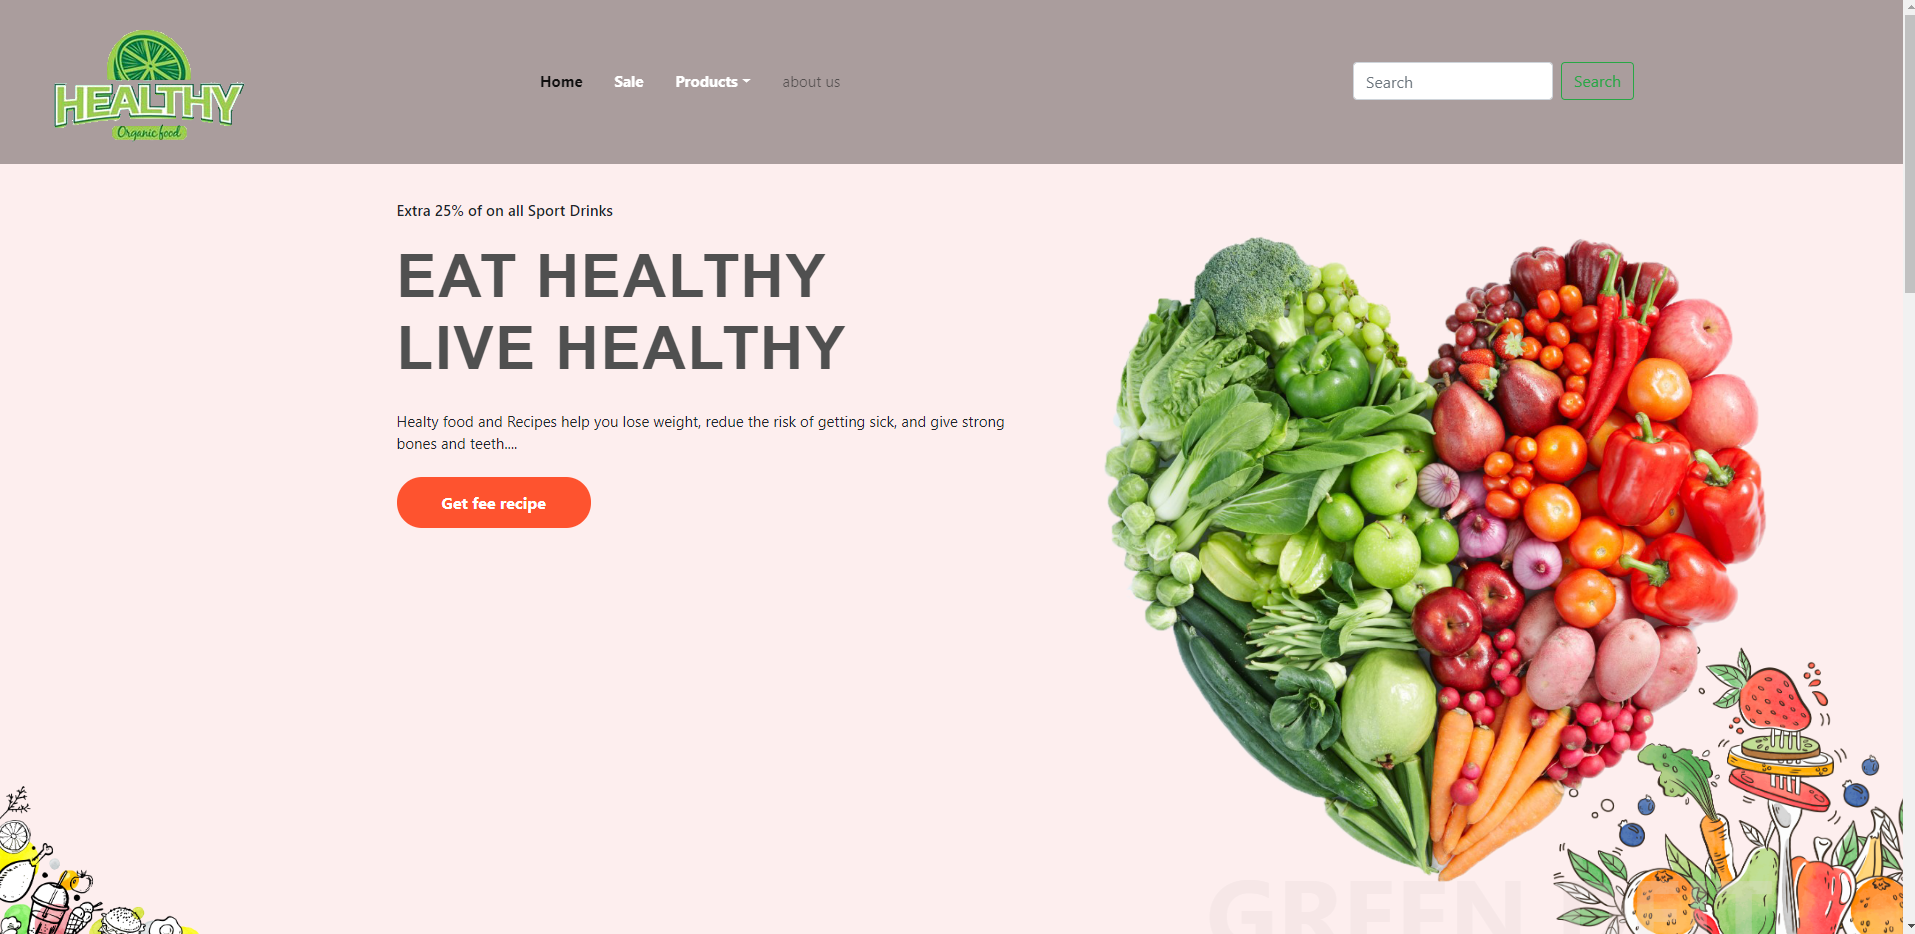 HEALTHY
Organic food
Home Sale Products about us
Search Search
Extra 25% of on all Sport Drinks
EAT HEALTHY
LIVE HEALTHY
Healty food and Recipes help you lose weight, redue the risk of getting sick, and give strong
bones and teeth....
Get fee recipe
GREEN